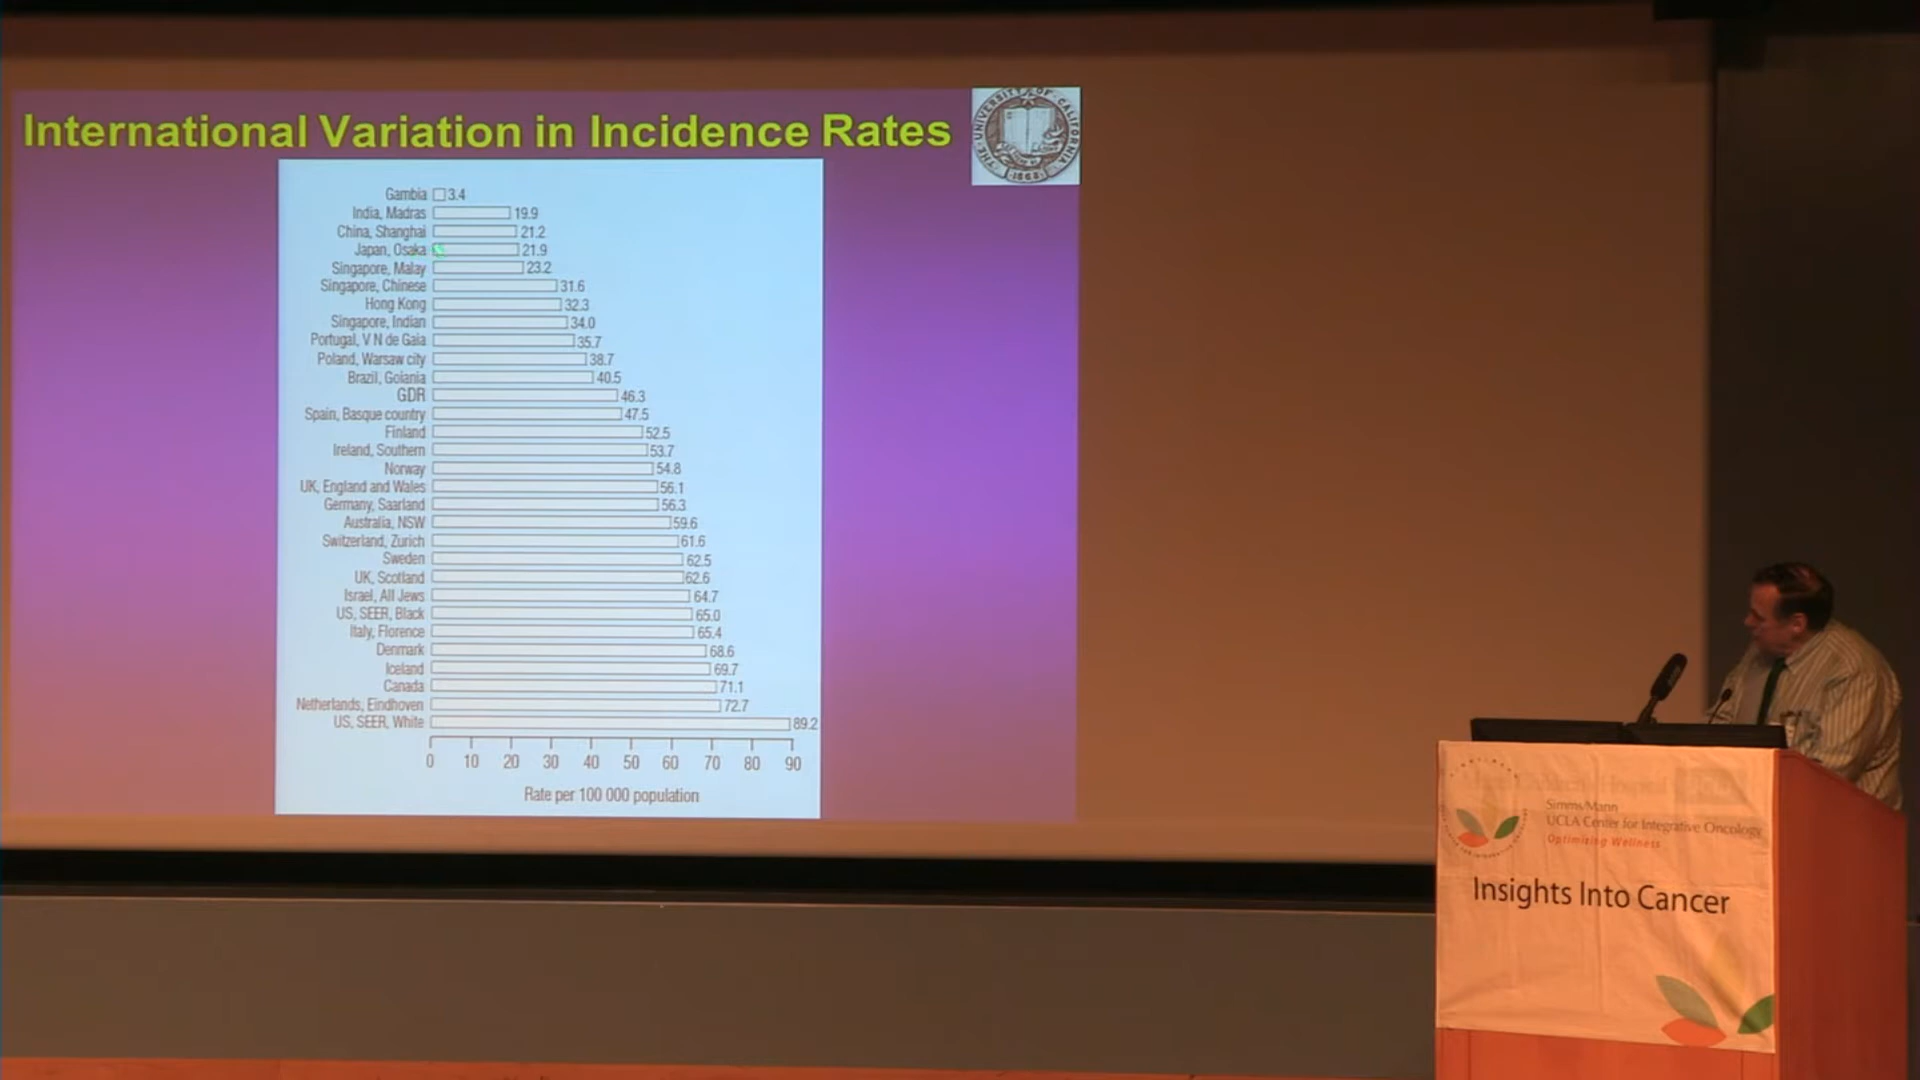 International Variation in Incidence Rates
THE UNIVERSITY OF CALIFORNIA
1868
Gambia 3.4
India, Madras 19.9
China, Shanghai 21.2
Japan, Osaka 21.9
Singapore, Malay 23.2
Singapore, Chinese 31.6
Hong Kong 32.3
Singapore, Indian 34.0
Portugal, V N de Gaia 35.7
Poland, Warsaw city 38.7
Brazil, Goiania 40.5
GDR 46.3
Spain, Basque country 47.5
Finland 52.5
Ireland, Southern 53.7
Norway 54.8
UK, England and Wales 56.1
Germany, Saarland 56.3
Australia, NSW 59.6
Switzerland, Zurich 61.6
Sweden 62.5
UK, Scotland 62.6
Israel, All Jews 64.7
US, SEER, Black 65.0
Italy, Florence 65.4
Denmark 68.6
Iceland 69.7
Canada 71.1
Netherlands, Eindhoven 72.7
US, SEER, White 89.2
0 10 20 30 40 50 60 70 80 90
Rate per 100 000 population
Simms/Mann
UCLA Center for Integrative Oncology
Optimizing Wellness
Insights Into Cancer